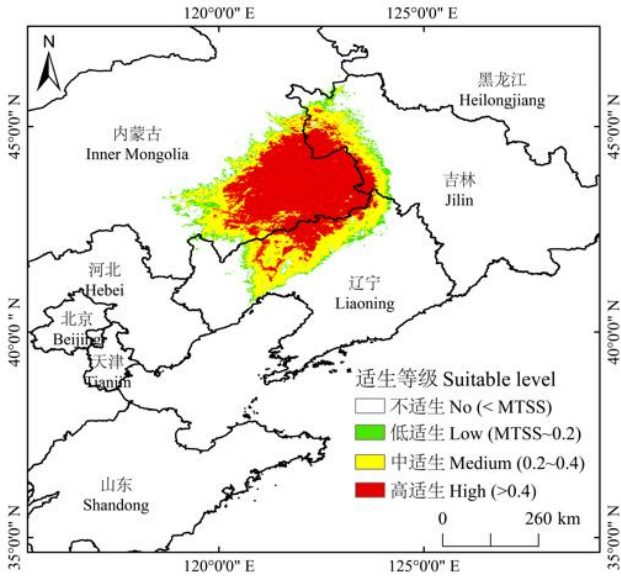 120°0'0" E
125°0'0" E
N
黑龙江
Heilongjiang
45°0'0" N
45°0'0" N
内蒙古
Inner Mongolia
吉林
Jilin
河北
Hebei
辽宁
Liaoning
北京
Beijing
40°0'0" N
40°0'0" N
天津
Tianjin
适生等级 Suitable level
不适生 No (< MTSS)
低适生 Low (MTSS~0.2)
中适生 Medium (0.2~0.4)
高适生 High (>0.4)
山东
Shandong
0 260 km
35°0'0" N
35°0'0" N
120°0'0" E
125°0'0" E